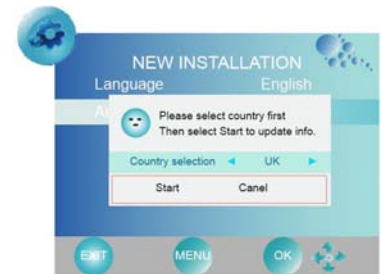 NEW INSTALLATION
Language English
A
Please select country first
Then select Start to update info.
Country selection UK
Start Canel
EXIT MENU OK